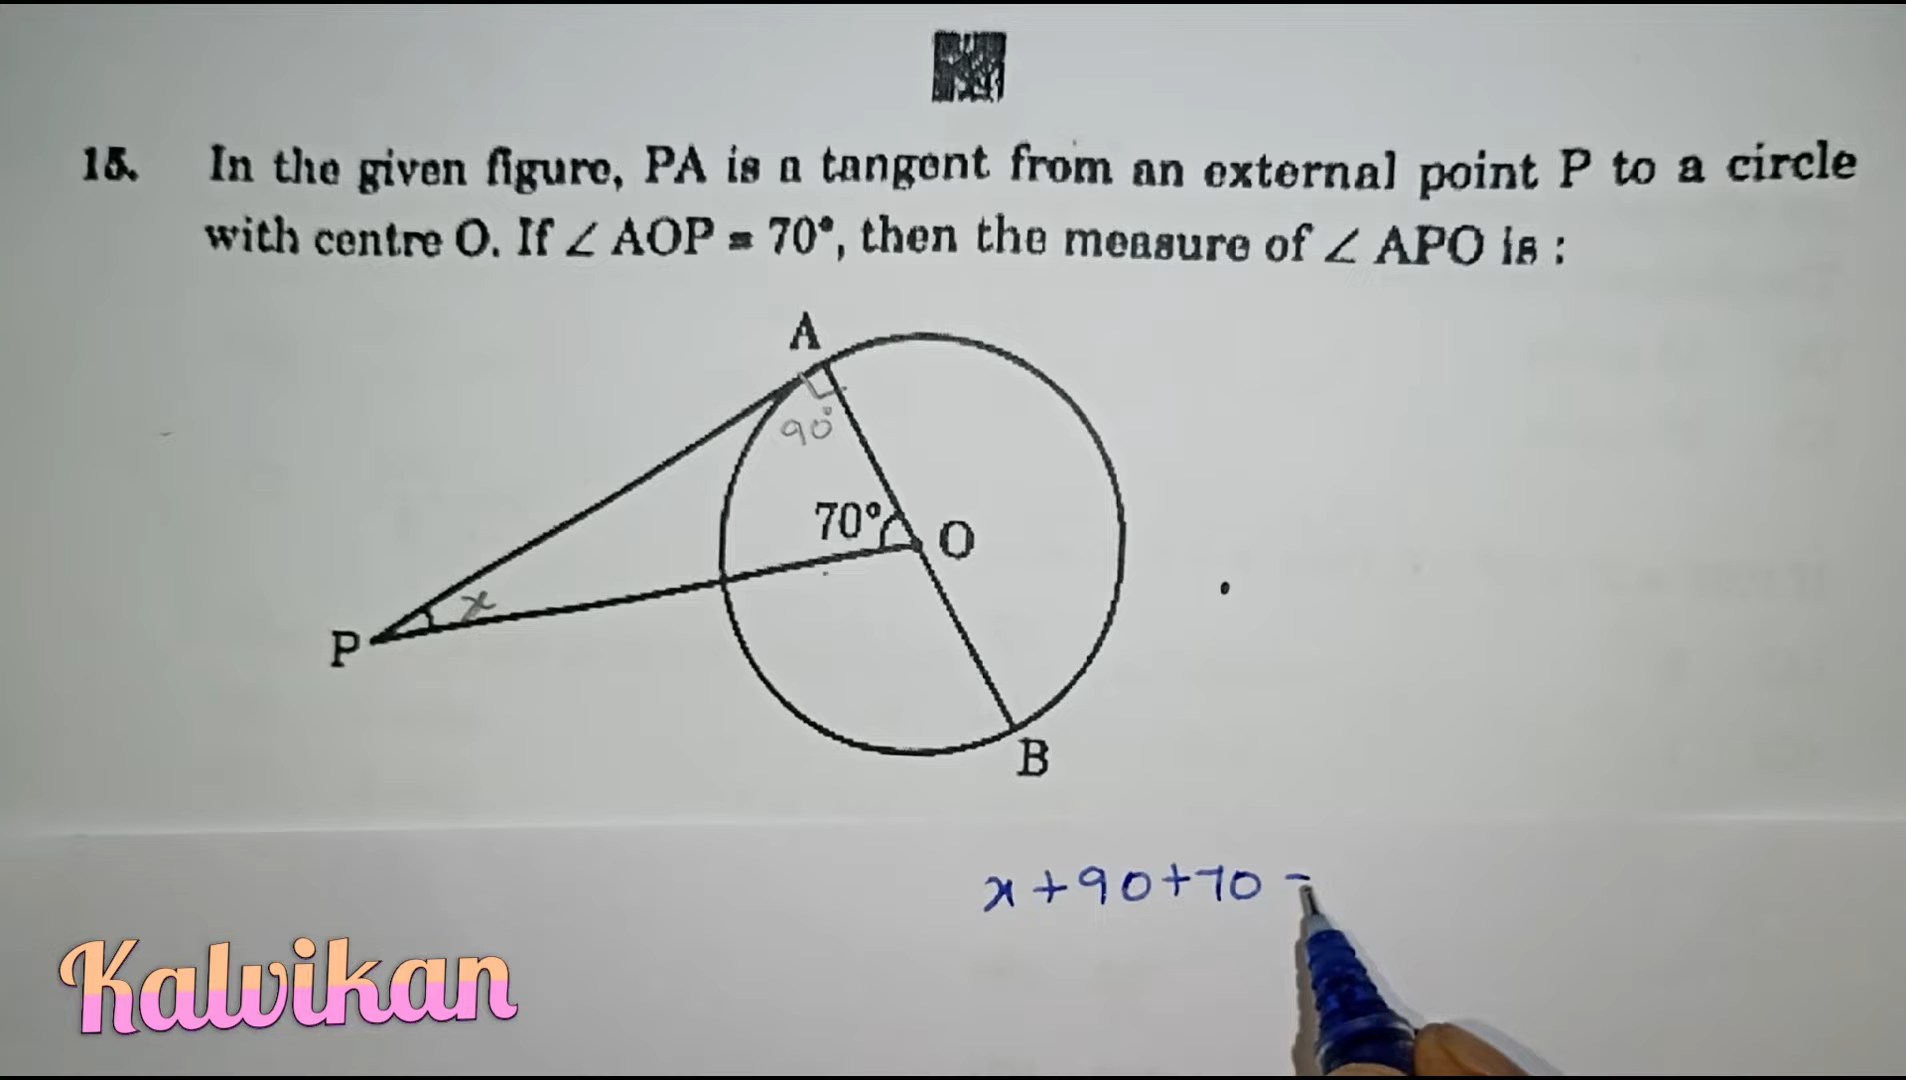 15. In the given figure, PA is a tangent from an external point P to a circle
with centre O. If ∠ AOP = 70°, then the measure of ∠ APO is :
A
90°
70°
O
x
P
B
x + 90 + 70 =
Kalvikan